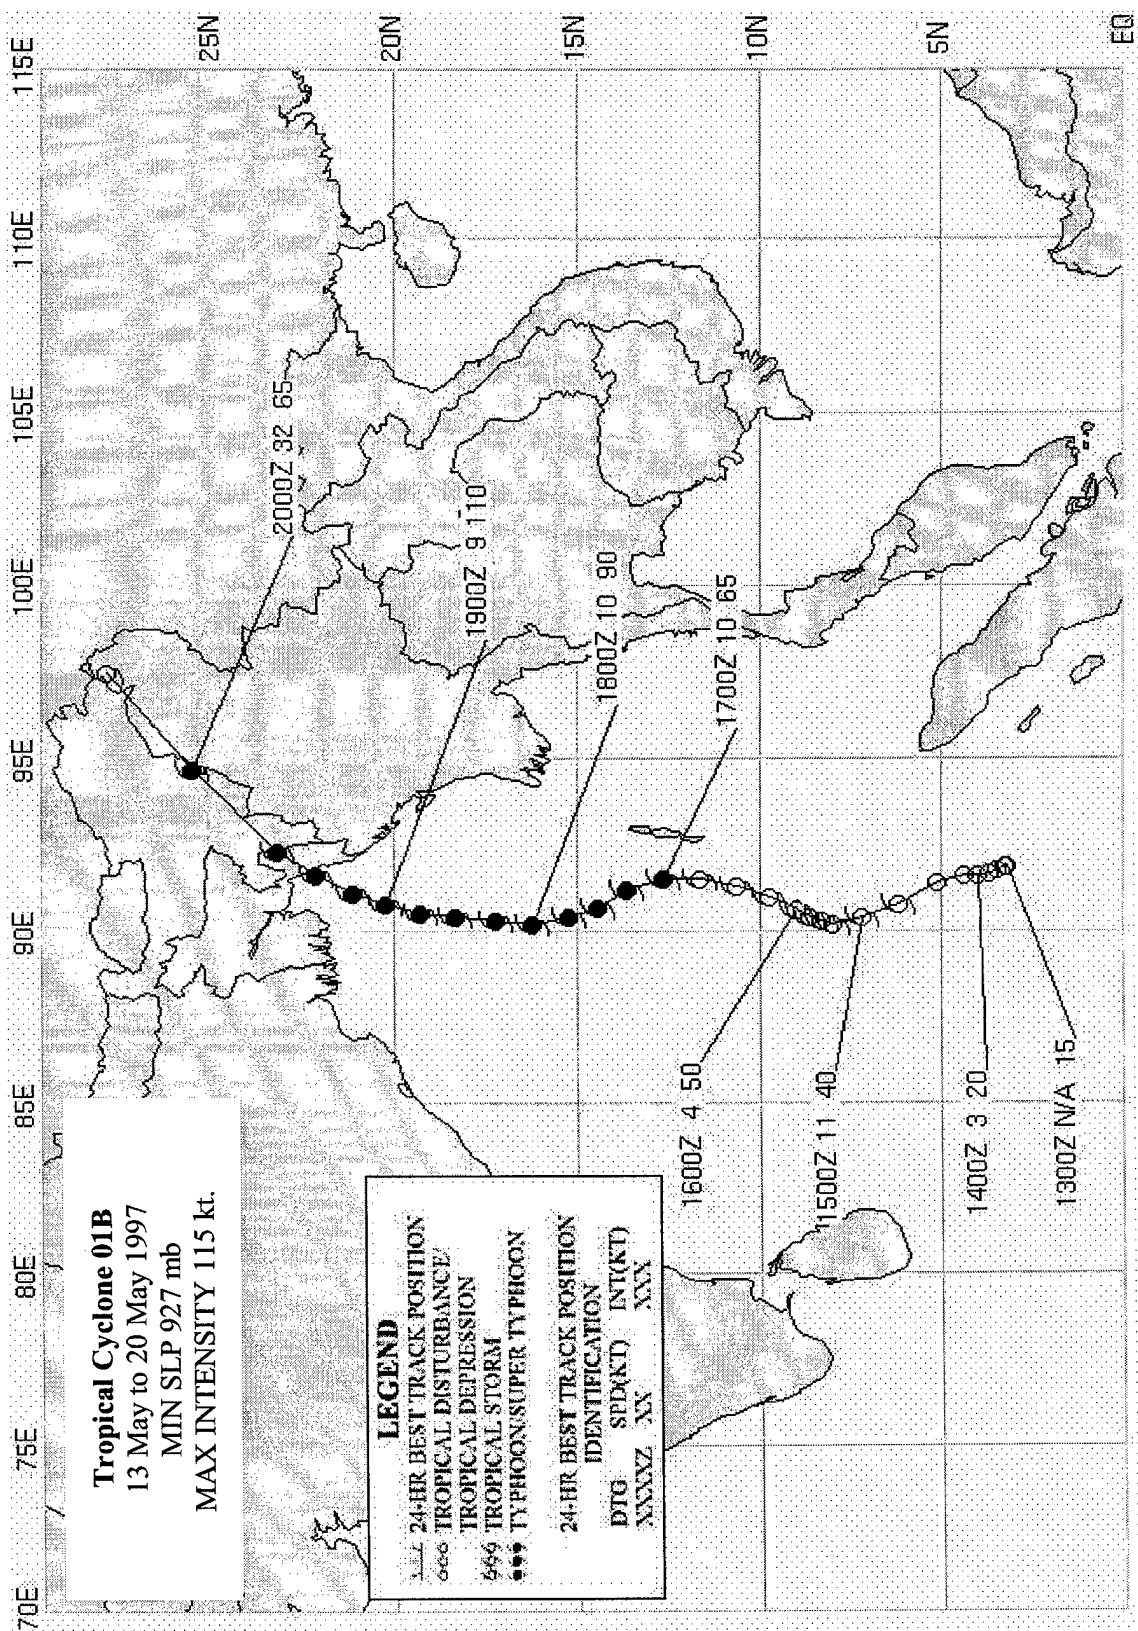 Tropical Cyclone 01B
13 May to 20 May 1997
MIN SLP 927 mb
MAX INTENSITY 115 kt.
LEGEND
24-HR BEST TRACK POSITION
TROPICAL DISTURBANCE/
TROPICAL DEPRESSION
TROPICAL STORM
TYPHOON/SUPER TYPHOON
24-HR BEST TRACK POSITION
IDENTIFICATION
DTG SPD(KT) INT(KT)
XXXXZ XX XXX
70E 75E 80E 85E 90E 95E 100E 105E 110E 115E
25N
20N
15N
10N
5N
EQ
2000Z 32 65
1900Z 9 110
1800Z 10 90
1700Z 10 65
1600Z 4 50
1500Z 11 40
1400Z 3 20
1300Z N/A 15